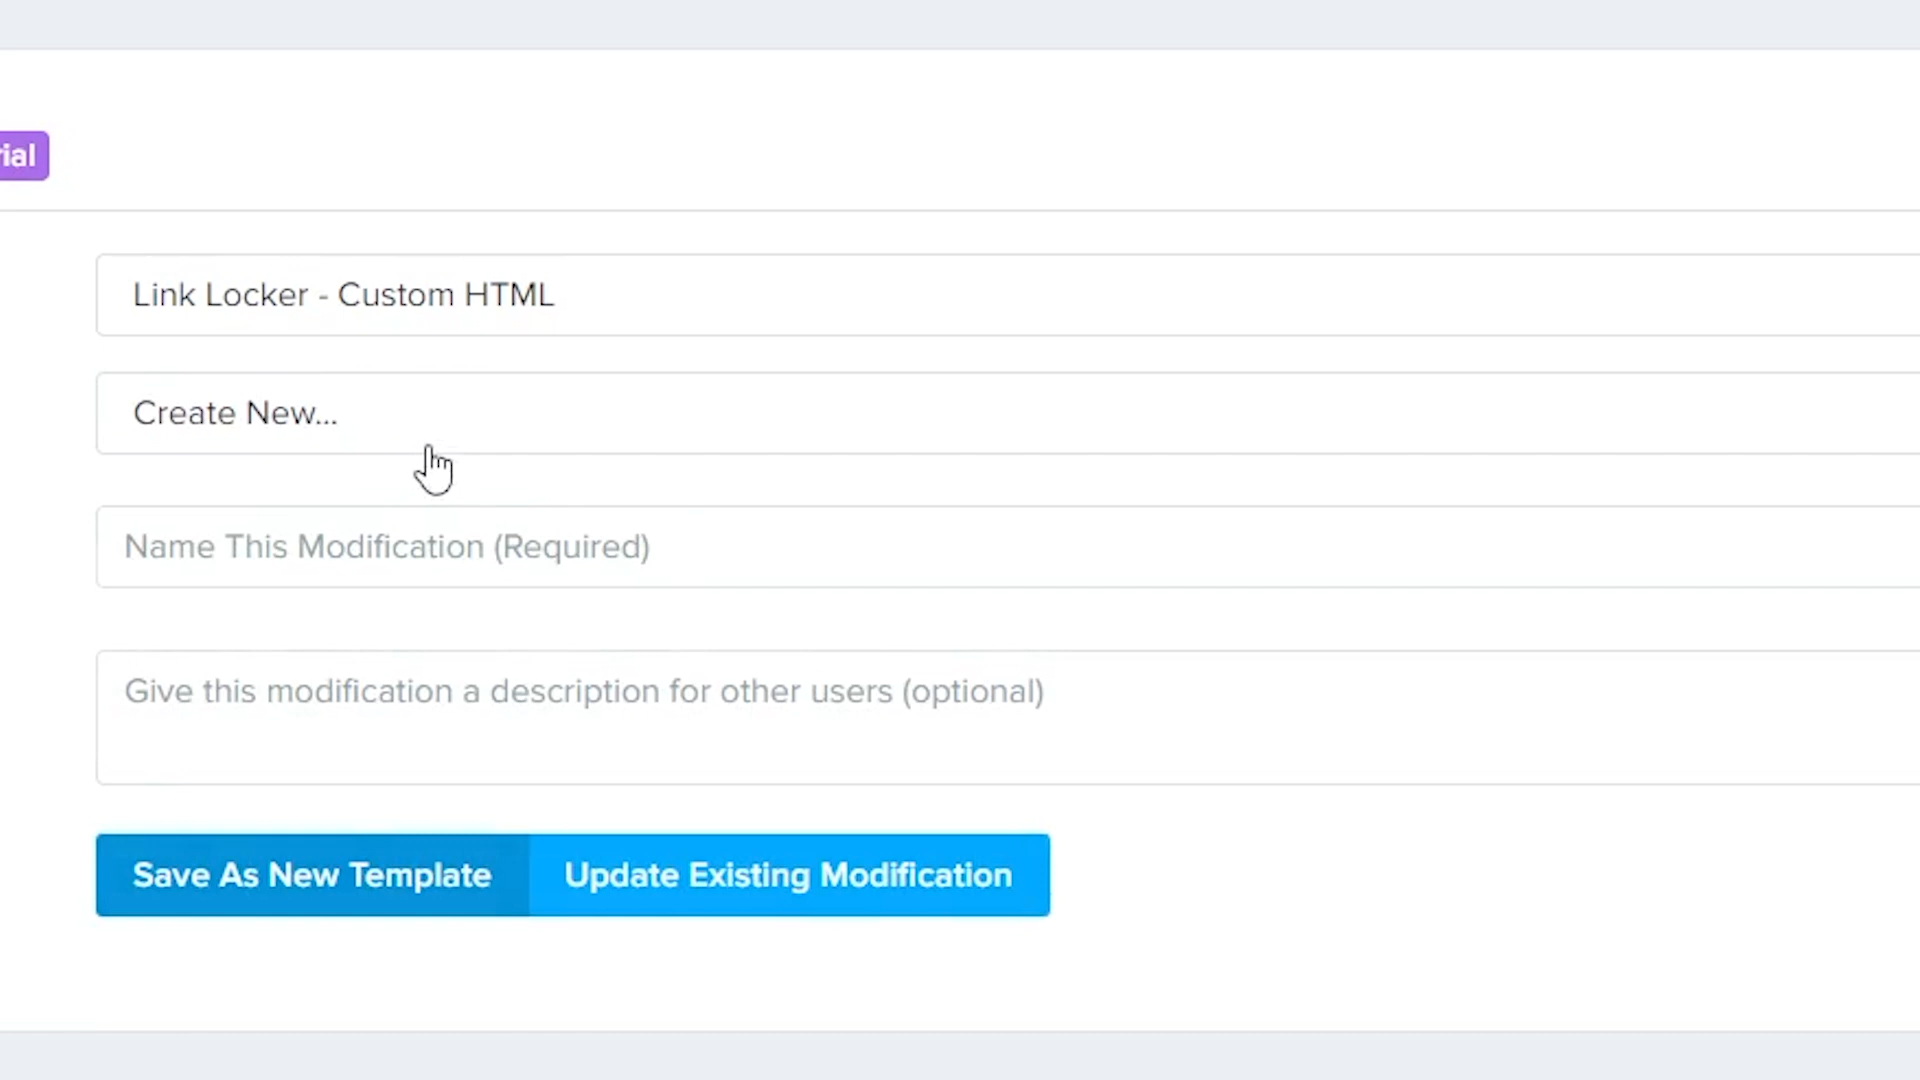 Link Locker - Custom HTML
Create New...
Name This Modification (Required)
Give this modification a description for other users (optional)
Save As New Template
Update Existing Modification